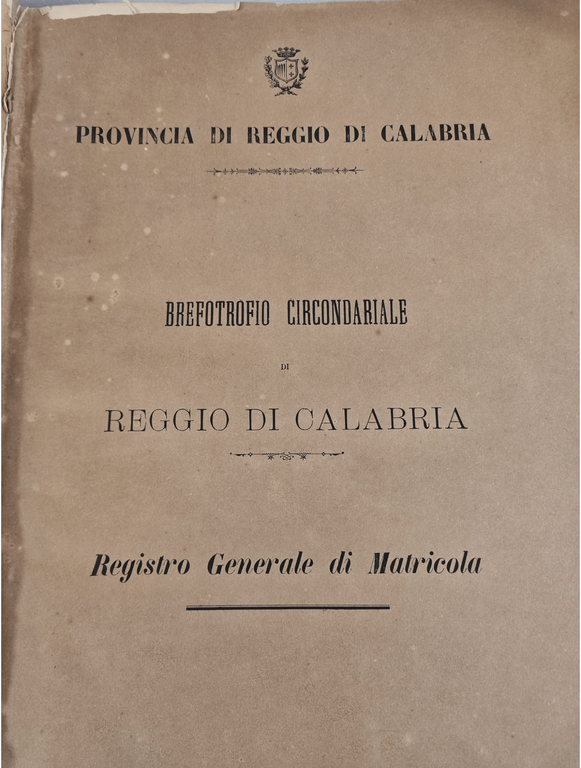 PROVINCIA DI REGGIO DI CALABRIA
BREFOTROFIO CIRCONDARIALE
DI
REGGIO DI CALABRIA
Registro Generale di Matricola